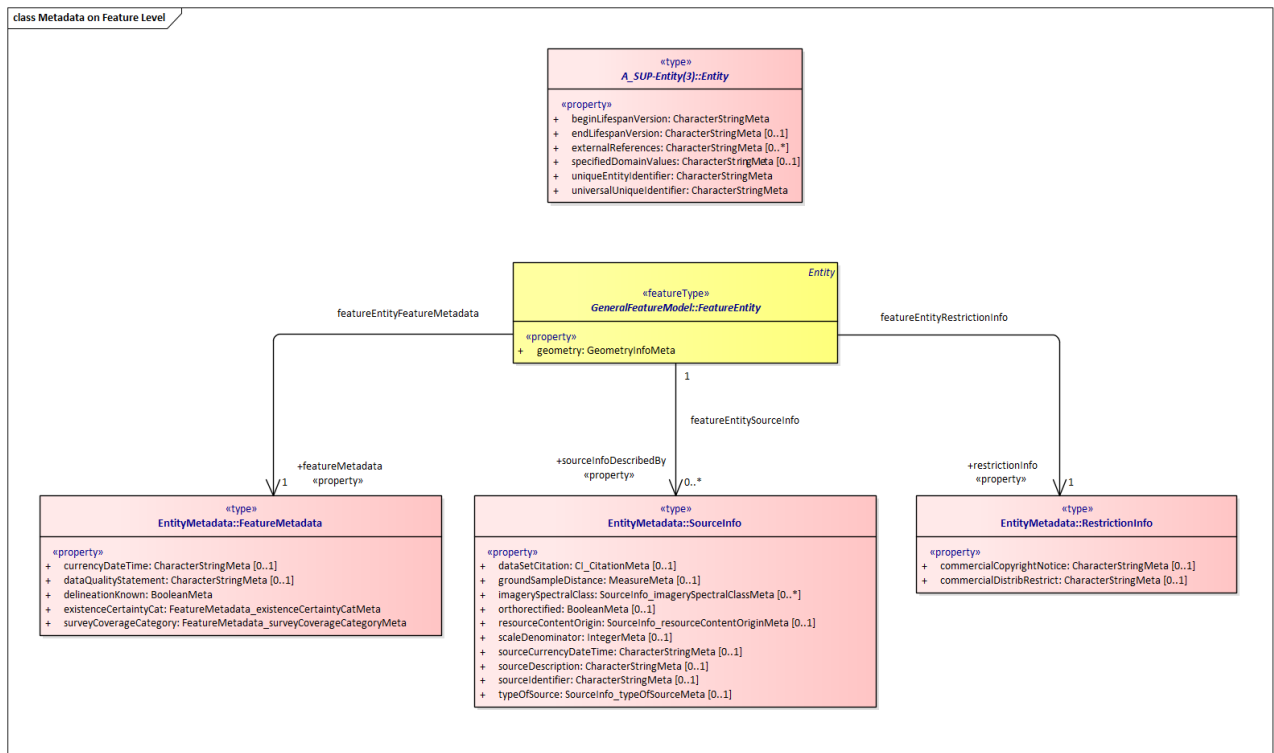 class Metadata on Feature Level
«type»
A_SUP-Entity(3)::Entity
«property»
+ beginLifespanVersion: CharacterStringMeta
+ endLifespanVersion: CharacterStringMeta [0..1]
+ externalReferences: CharacterStringMeta [0..*]
+ specifiedDomainValues: CharacterStringMeta [0..1]
+ uniqueEntityIdentifier: CharacterStringMeta
+ universalUniqueIdentifier: CharacterStringMeta
Entity
«featureType»
GeneralFeatureModel::FeatureEntity
«property»
+ geometry: GeometryInfoMeta
featureEntityFeatureMetadata
featureEntityRestrictionInfo
1
featureEntitySourceInfo
+featureMetadata
«property»
1
+sourceInfoDescribedBy
«property»
0..*
+restrictionInfo
«property»
1
«type»
EntityMetadata::FeatureMetadata
«property»
+ currencyDateTime: CharacterStringMeta [0..1]
+ dataQualityStatement: CharacterStringMeta [0..1]
+ delineationKnown: BooleanMeta
+ existenceCertaintyCat: FeatureMetadata_existenceCertaintyCatMeta
+ surveyCoverageCategory: FeatureMetadata_surveyCoverageCategoryMeta
«type»
EntityMetadata::SourceInfo
«property»
+ dataSetCitation: CI_CitationMeta [0..1]
+ groundSampleDistance: MeasureMeta [0..1]
+ imagerySpectralClass: SourceInfo_imagerySpectralClassMeta [0..*]
+ orthorectified: BooleanMeta [0..1]
+ resourceContentOrigin: SourceInfo_resourceContentOriginMeta [0..1]
+ scaleDenominator: IntegerMeta [0..1]
+ sourceCurrencyDateTime: CharacterStringMeta [0..1]
+ sourceDescription: CharacterStringMeta [0..1]
+ sourceIdentifier: CharacterStringMeta [0..1]
+ typeOfSource: SourceInfo_typeOfSourceMeta [0..1]
«type»
EntityMetadata::RestrictionInfo
«property»
+ commercialCopyrightNotice: CharacterStringMeta [0..1]
+ commercialDistribRestrict: CharacterStringMeta [0..1]